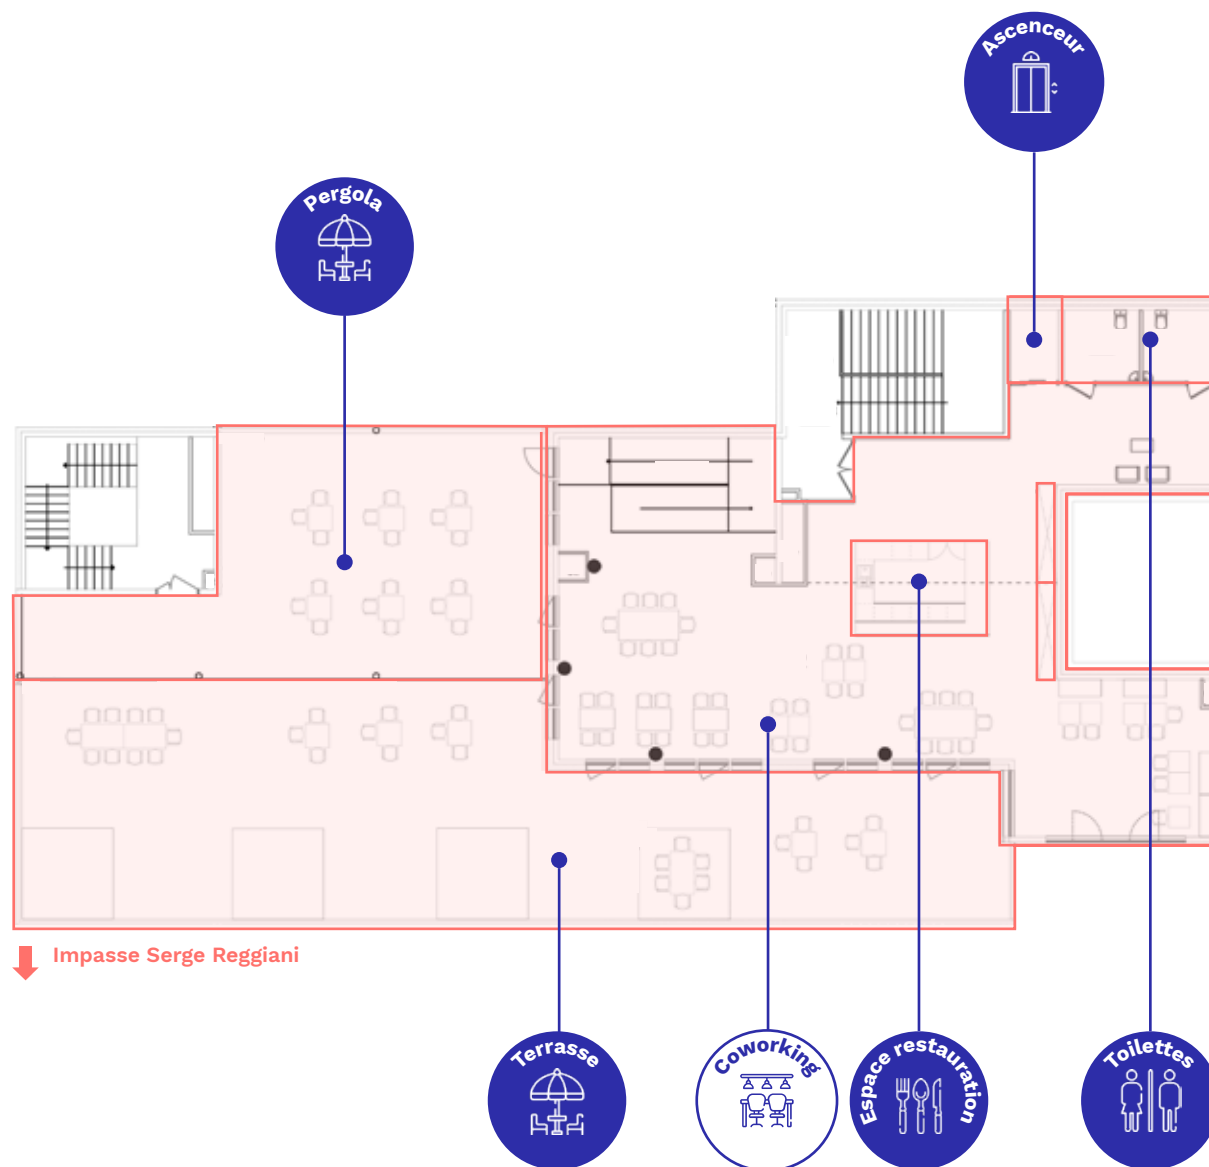 Ascenceur
Pergola
Impasse Serge Reggiani
Terrasse
Coworking
Espace restauration
Toilettes